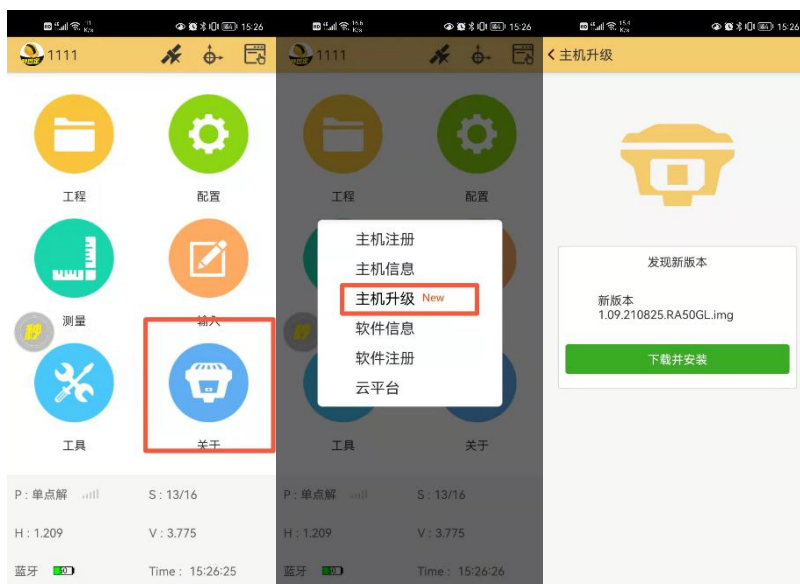 15:26
1111
工程
配置
测量
输入
秒
工具
关于
P : 单点解
S : 13/16
H : 1.209
V : 3.775
蓝牙
Time : 15:26:25
15:26
1111
工程
配置
主机注册
主机信息
主机升级 New
软件信息
软件注册
云平台
工具
关于
P : 单点解
S : 13/16
H : 1.209
V : 3.775
蓝牙
Time : 15:26:26
15:26
主机升级
发现新版本
新版本
1.09.210825.RA50GL.img
下载并安装